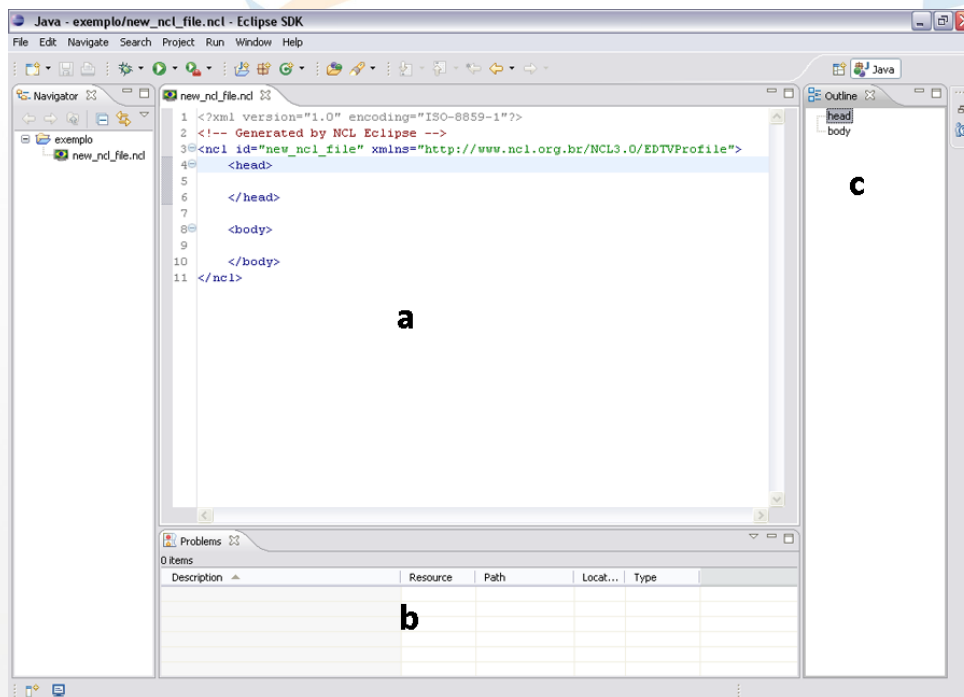 Java - exemplo/new_ncl_file.ncl - Eclipse SDK
File Edit Navigate Search Project Run Window Help
Java
Navigator
exemplo
new_ncl_file.ncl
new_ncl_file.ncl
1 <?xml version="1.0" encoding="ISO-8859-1"?>
2 <!-- Generated by NCL Eclipse -->
3 <ncl id="new_ncl_file" xmlns="http://www.ncl.org.br/NCL3.0/EDTVProfile">
4 <head>
5
6 </head>
7
8 <body>
9
10 </body>
11 </ncl>
a
Outline
head
body
c
Problems
0 items
Description Resource Path Locat... Type
b